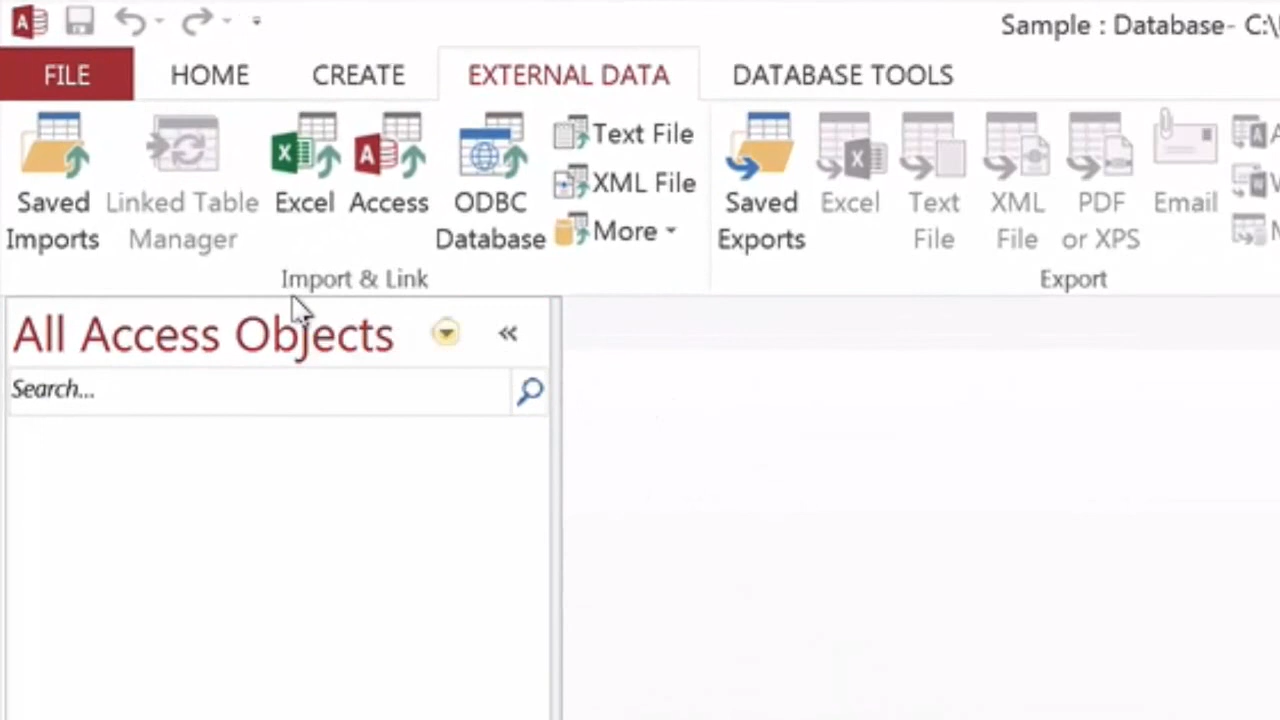 Sample : Database- C:\
FILE HOME CREATE EXTERNAL DATA DATABASE TOOLS
Saved Imports
Linked Table Manager
Excel
Access
ODBC Database
Text File
XML File
More
Import & Link
Saved Exports
Excel
Text File
XML File
PDF or XPS
Email
Export
All Access Objects
Search...